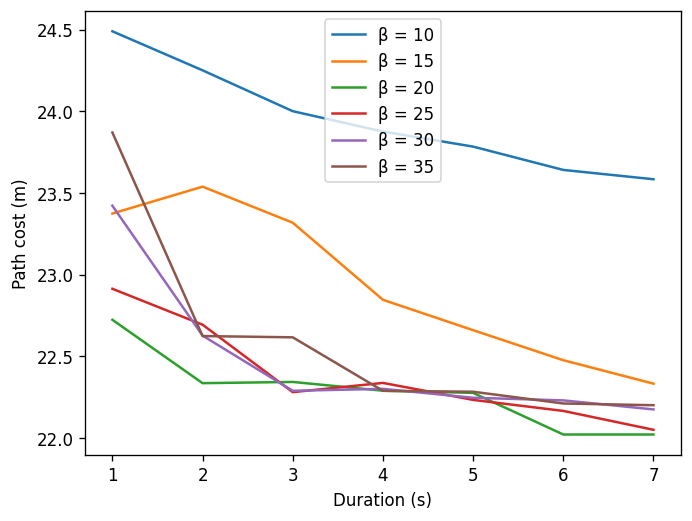 24.5
24.0
23.5
23.0
22.5
22.0
Path cost (m)
β = 10
β = 15
β = 20
β = 25
β = 30
β = 35
1 2 3 4 5 6 7
Duration (s)